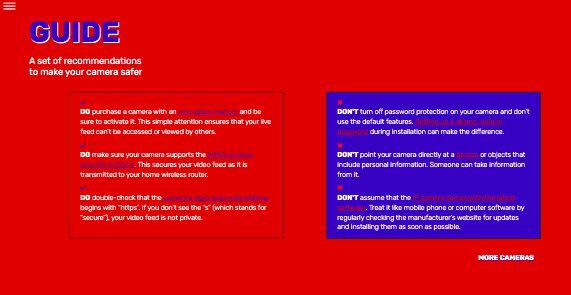 GUIDE
A set of recommendations
to make your camera safer
DO purchase a camera with an encrypted feature and be
sure to activate it. This simple attention ensures that your live
feed can't be accessed or viewed by others.
DO make sure your camera supports the
. This secures your video feed as it is
transmitted to your home wireless router.
DO double-check that the
begins with "https". If you don't see the "s" (which stands for
"secure"), your video feed is not private.
DON'T turn off password protection on your camera and don't
use the default features.
during installation can make the difference.
DON'T point your camera directly at a or objects that
include personal information. Someone can take information
from it.
DON'T assume that the
. Treat it like mobile phone or computer software by
regularly checking the manufacturer's website for updates
and installing them as soon as possible.
MORE CAMERAS